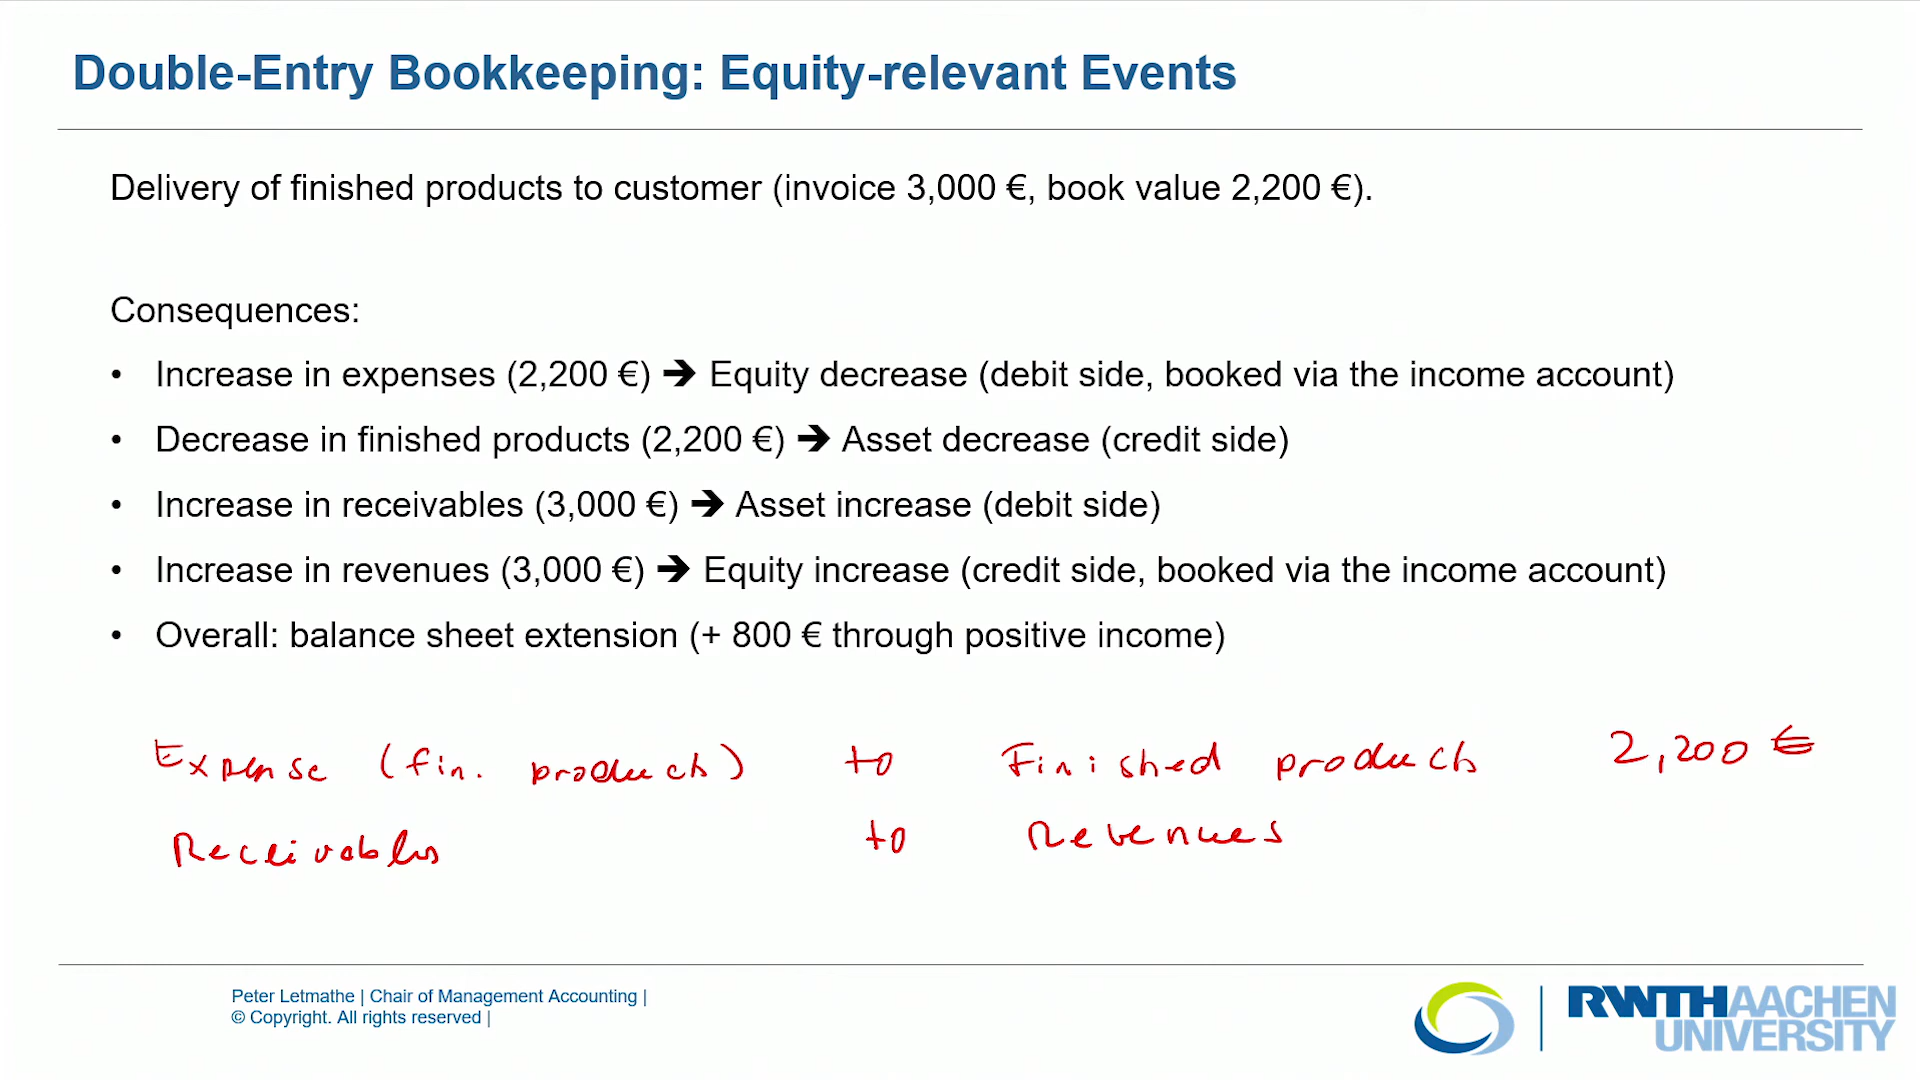 Double-Entry Bookkeeping: Equity-relevant Events
Delivery of finished products to customer (invoice 3,000 €, book value 2,200 €).
Consequences:
• Increase in expenses (2,200 €) 🡺 Equity decrease (debit side, booked via the income account)
• Decrease in finished products (2,200 €) 🡺 Asset decrease (credit side)
• Increase in receivables (3,000 €) 🡺 Asset increase (debit side)
• Increase in revenues (3,000 €) 🡺 Equity increase (credit side, booked via the income account)
• Overall: balance sheet extension (+ 800 € through positive income)
Expense (fin. products) to Finished products 2,200 €
Receivables to Revenues
Peter Letmathe | Chair of Management Accounting |
© Copyright. All rights reserved |
RWTH AACHEN
UNIVERSITY